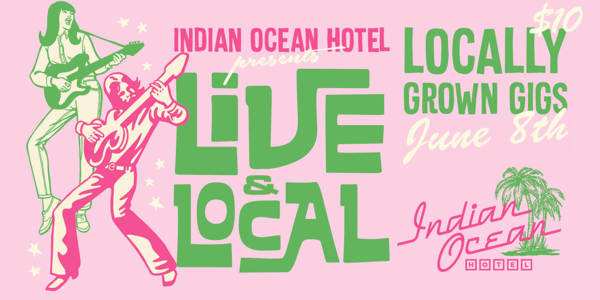 INDIAN OCEAN HOTEL
presents
LIVE
&
LOCAL
$10
LOCALLY
GROWN GIGS
June 8th
Indian
Ocean
HOTEL